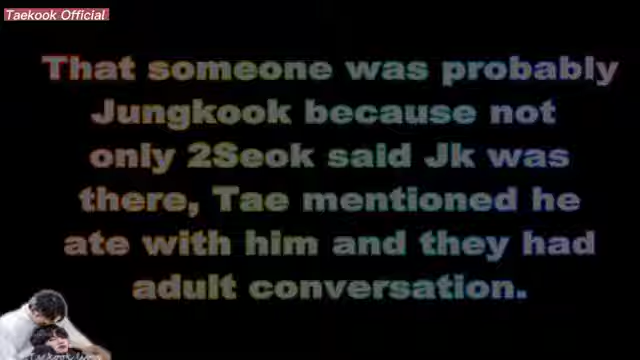 Taekook Official
That someone was probably
Jungkook because not
only 2Seok said Jk was
there, Tae mentioned he
ate with him and they had
adult conversation.